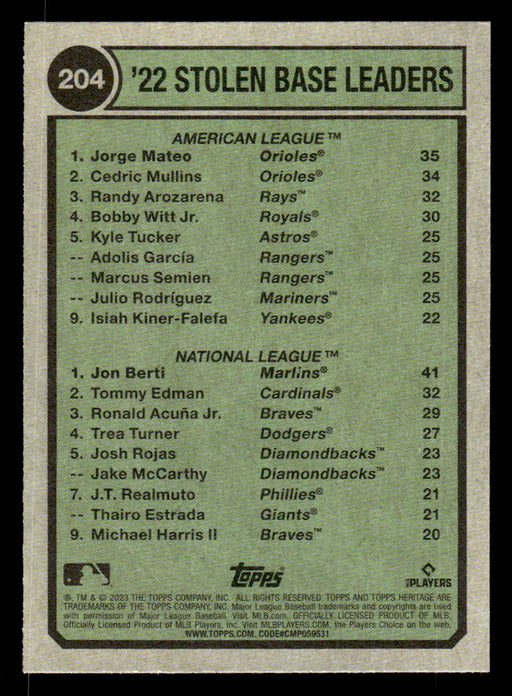 204 '22 STOLEN BASE LEADERS
AMERICAN LEAGUE™
1. Jorge Mateo Orioles® 35
2. Cedric Mullins Orioles® 34
3. Randy Arozarena Rays™ 32
4. Bobby Witt Jr. Royals® 30
5. Kyle Tucker Astros® 25
-- Adolis García Rangers™ 25
-- Marcus Semien Rangers™ 25
-- Julio Rodríguez Mariners™ 25
9. Isiah Kiner-Falefa Yankees® 22
NATIONAL LEAGUE™
1. Jon Berti Marlins® 41
2. Tommy Edman Cardinals® 32
3. Ronald Acuña Jr. Braves™ 29
4. Trea Turner Dodgers® 27
5. Josh Rojas Diamondbacks™ 23
-- Jake McCarthy Diamondbacks™ 23
7. J.T. Realmuto Phillies® 21
-- Thairo Estrada Giants® 21
9. Michael Harris II Braves™ 20
topps
PLAYERS
®, TM & © 2023 THE TOPPS COMPANY, INC. ALL RIGHTS RESERVED. TOPPS AND TOPPS HERITAGE ARE
TRADEMARKS OF THE TOPPS COMPANY, INC. Major League Baseball trademarks and copyrights are used
with permission of Major League Baseball. Visit MLB.com. OFFICIALLY LICENSED PRODUCT OF MLB.
Officially Licensed Product of MLB Players, Inc. Visit MLBPLAYERS.com, the Players Choice on the web.
WWW.TOPPS.COM. CODE#CMP059531